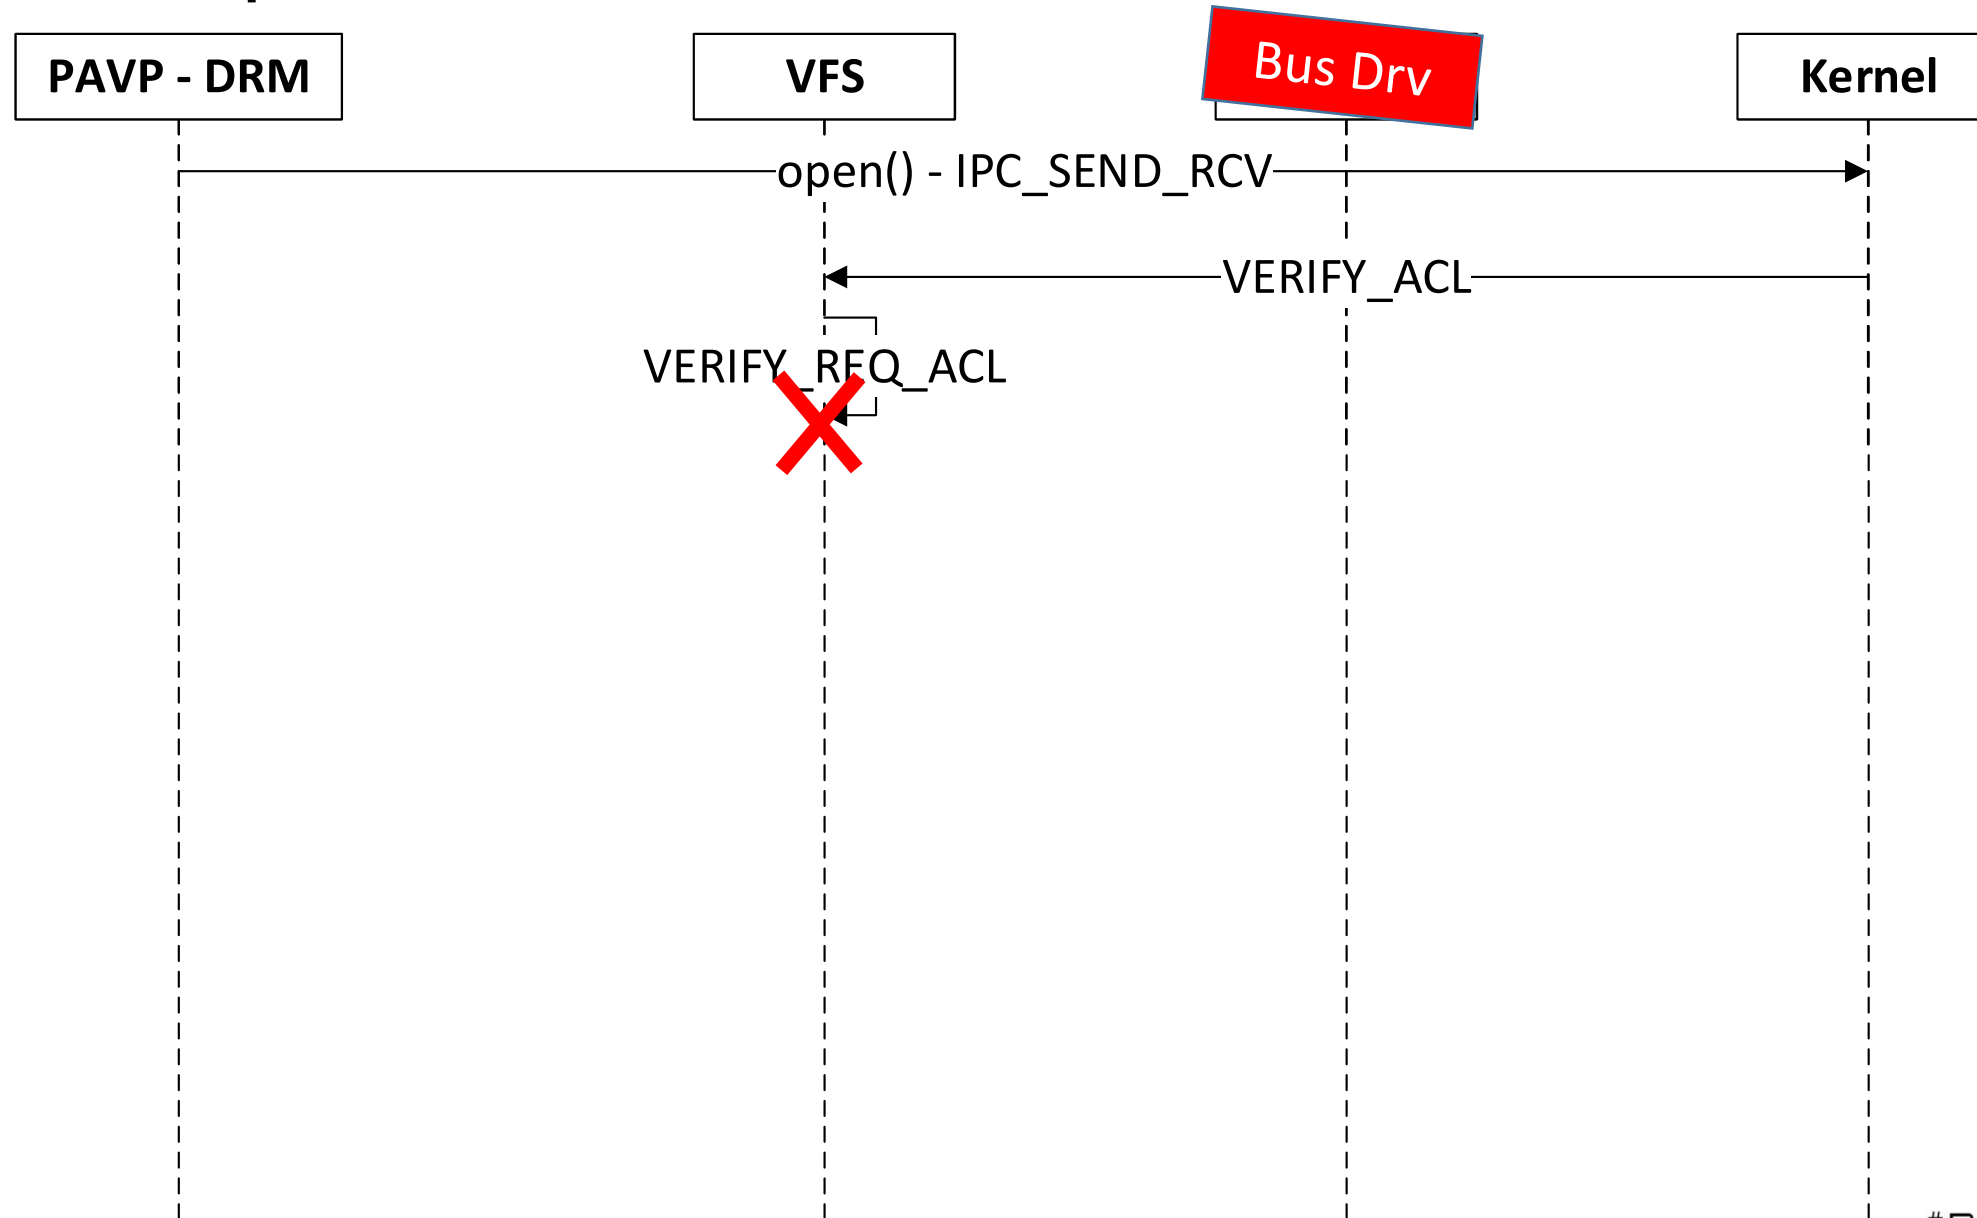 PAVP - DRM
VFS
Bus Drv
Kernel
open() - IPC_SEND_RCV
VERIFY_ACL
VERIFY_REQ_ACL